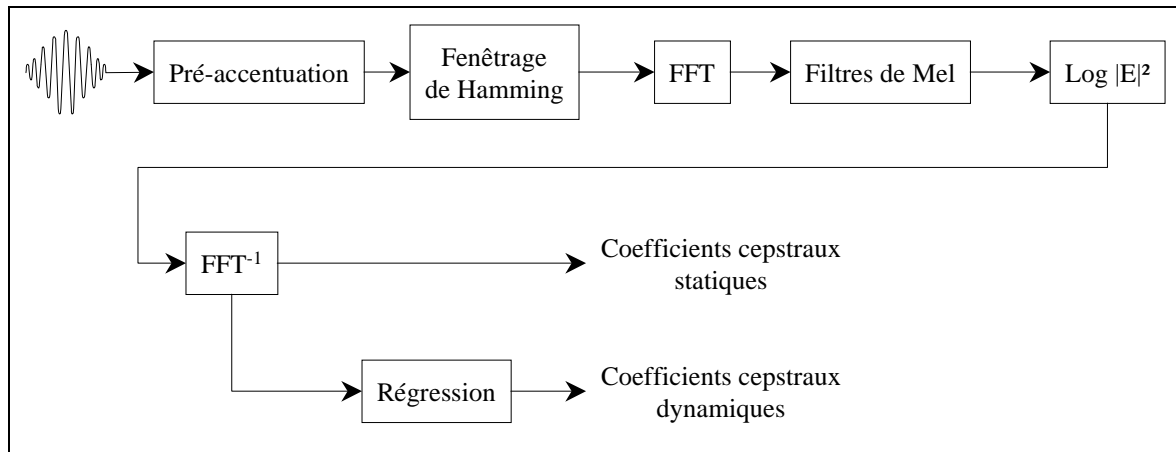 Pré-accentuation
Fenêtrage
de Hamming
FFT
Filtres de Mel
Log |E|²
FFT-1
Coefficients cepstraux
statiques
Régression
Coefficients cepstraux
dynamiques